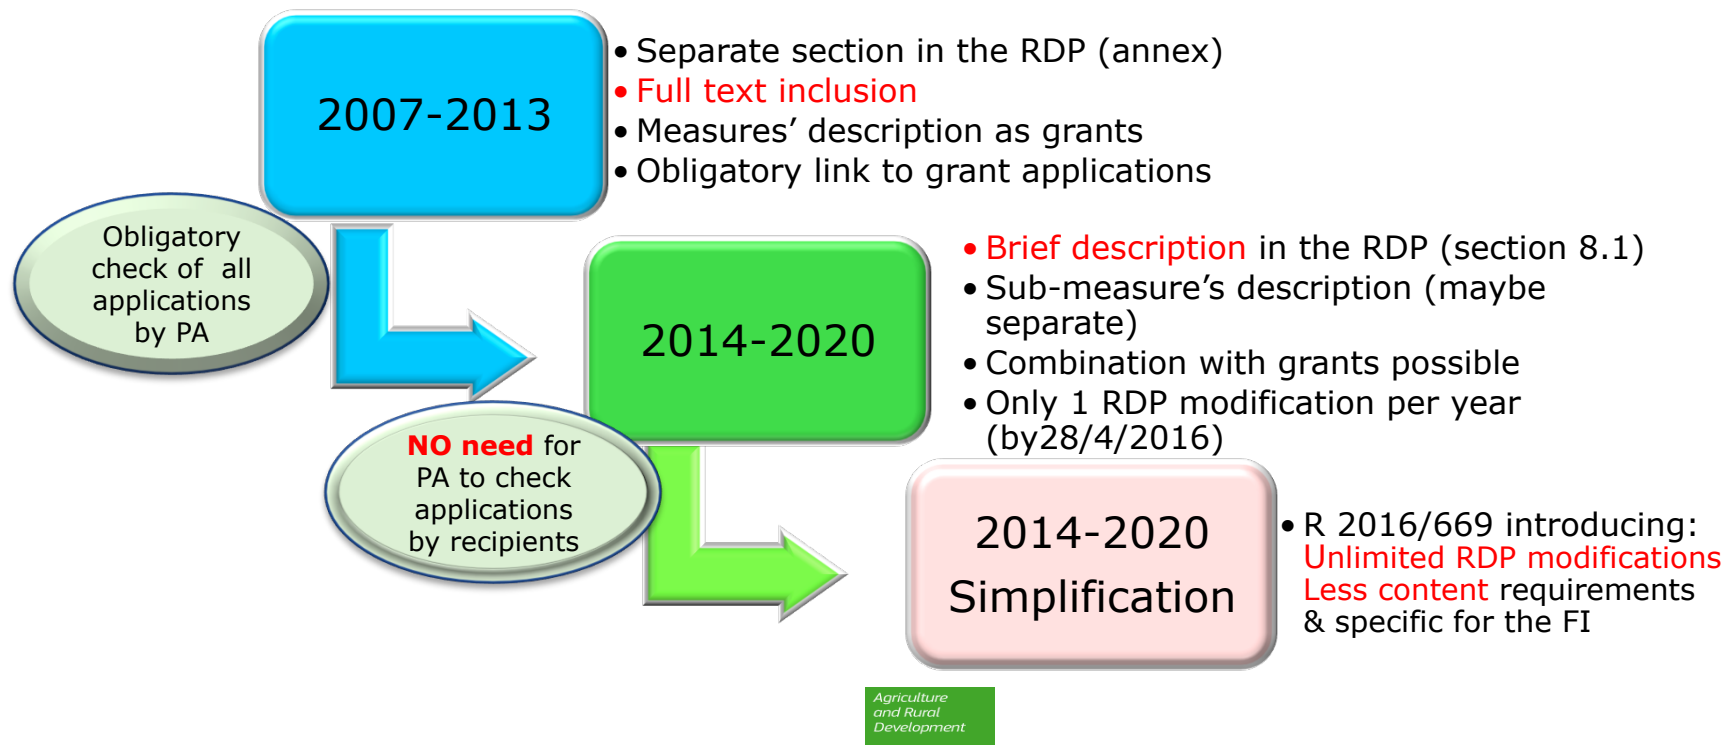 2007-2013
• Separate section in the RDP (annex)
• Full text inclusion
• Measures’ description as grants
• Obligatory link to grant applications
Obligatory
check of all
applications
by PA
2014-2020
• Brief description in the RDP (section 8.1)
• Sub-measure’s description (maybe
separate)
• Combination with grants possible
• Only 1 RDP modification per year
(by28/4/2016)
NO need for
PA to check
applications
by recipients
2014-2020
Simplification
• R 2016/669 introducing:
Unlimited RDP modifications
Less content requirements
& specific for the FI
Agriculture
and Rural
Development